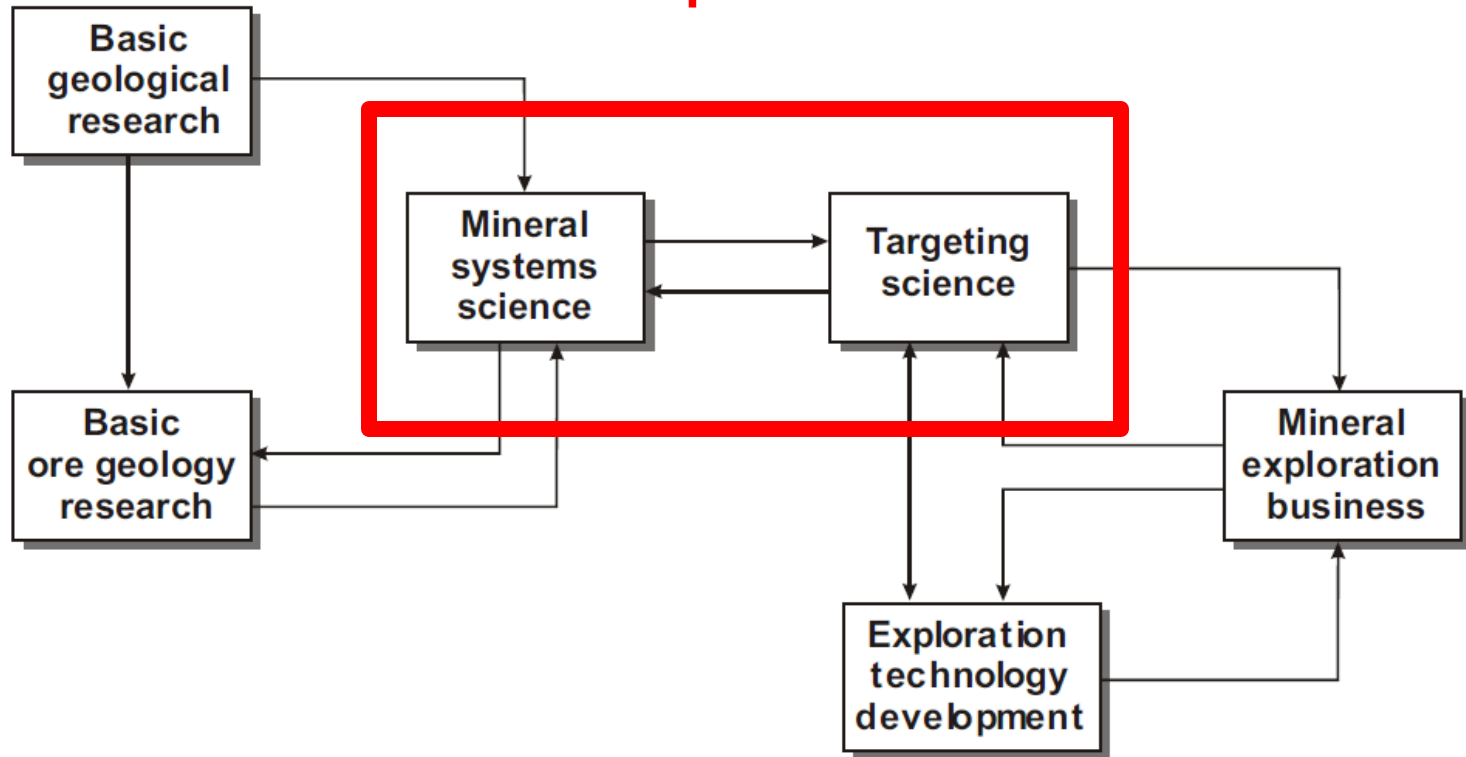 Basic
geological
research
Mineral
systems
science
Targeting
science
Basic
ore geology
research
Mineral
exploration
business
Exploration
technology
development